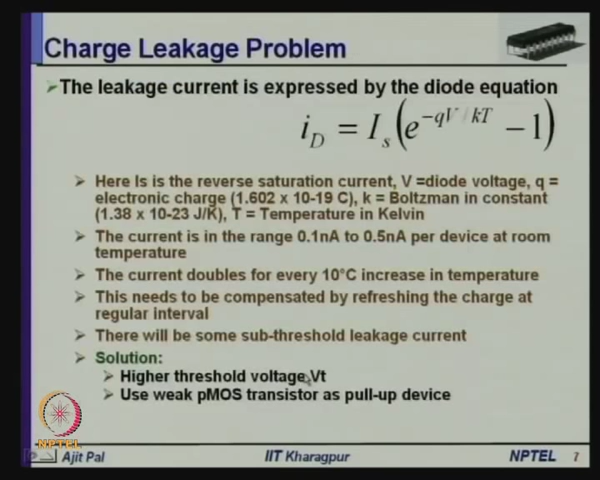 Charge Leakage Problem
The leakage current is expressed by the diode equation
i_D = I_s (e^{-qV/kT} - 1)
Here Is is the reverse saturation current, V =diode voltage, q =
electronic charge (1.602 x 10-19 C), k = Boltzman in constant
(1.38 x 10-23 J/K), T = Temperature in Kelvin
The current is in the range 0.1nA to 0.5nA per device at room
temperature
The current doubles for every 10°C increase in temperature
This needs to be compensated by refreshing the charge at
regular interval
There will be some sub-threshold leakage current
Solution:
Higher threshold voltage Vt
Use weak pMOS transistor as pull-up device
NPTEL
Ajit Pal
IIT Kharagpur
NPTEL
7